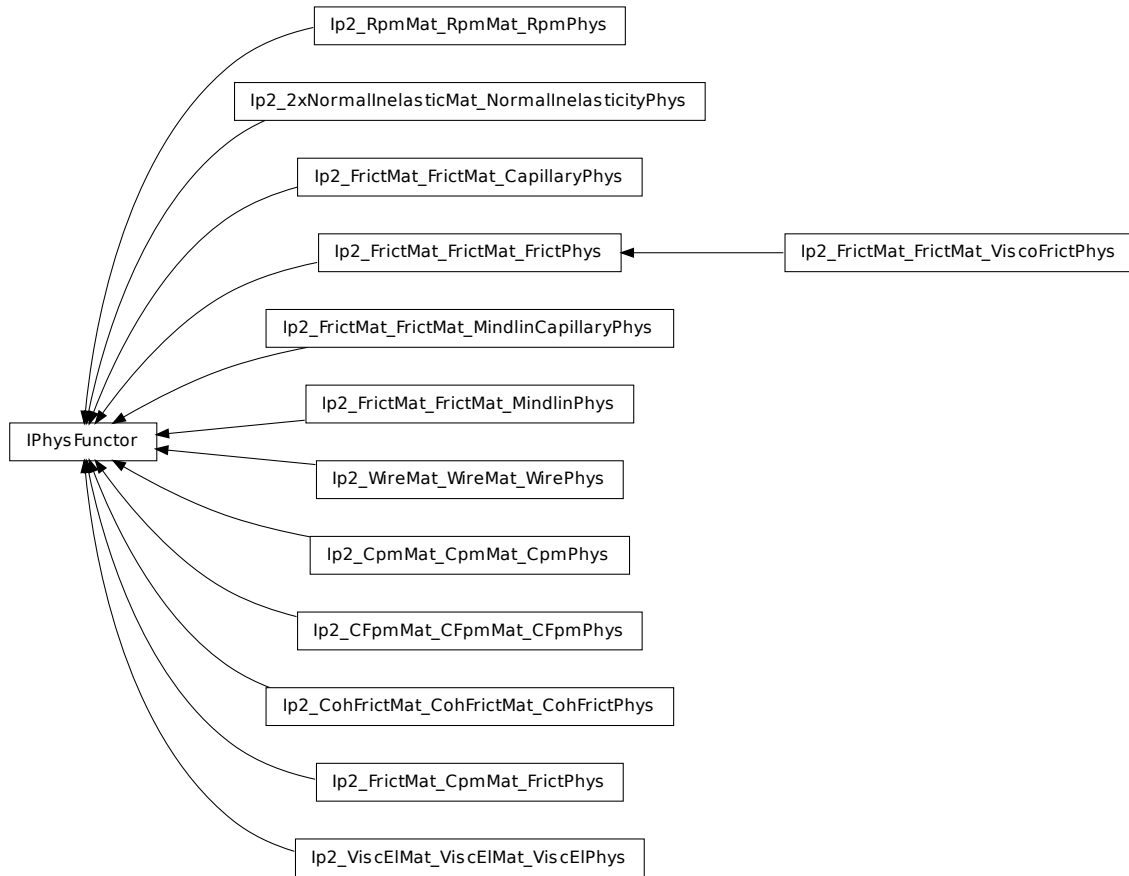 Ip2_RpmMat_RpmMat_RpmPhys
Ip2_2xNormalInelasticMat_NormalInelasticityPhys
Ip2_FrictMat_FrictMat_CapillaryPhys
Ip2_FrictMat_FrictMat_FrictPhys
Ip2_FrictMat_FrictMat_ViscoFrictPhys
Ip2_FrictMat_FrictMat_MindlinCapillaryPhys
Ip2_FrictMat_FrictMat_MindlinPhys
IPhysFunctor
Ip2_WireMat_WireMat_WirePhys
Ip2_CpmMat_CpmMat_CpmPhys
Ip2_CFpmMat_CFpmMat_CFpmPhys
Ip2_CohFrictMat_CohFrictMat_CohFrictPhys
Ip2_FrictMat_CpmMat_FrictPhys
Ip2_ViscElMat_ViscElMat_ViscElPhys